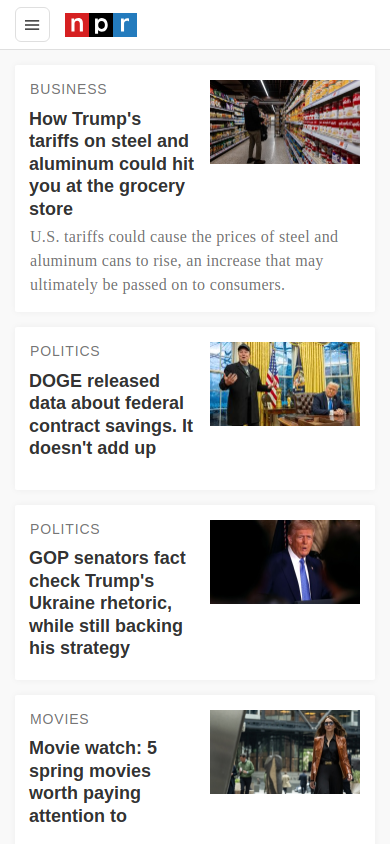 npr
BUSINESS
How Trump's
tariffs on steel and
aluminum could hit
you at the grocery
store
U.S. tariffs could cause the prices of steel and
aluminum cans to rise, an increase that may
ultimately be passed on to consumers.
POLITICS
DOGE released
data about federal
contract savings. It
doesn't add up
POLITICS
GOP senators fact
check Trump's
Ukraine rhetoric,
while still backing
his strategy
MOVIES
Movie watch: 5
spring movies
worth paying
attention to